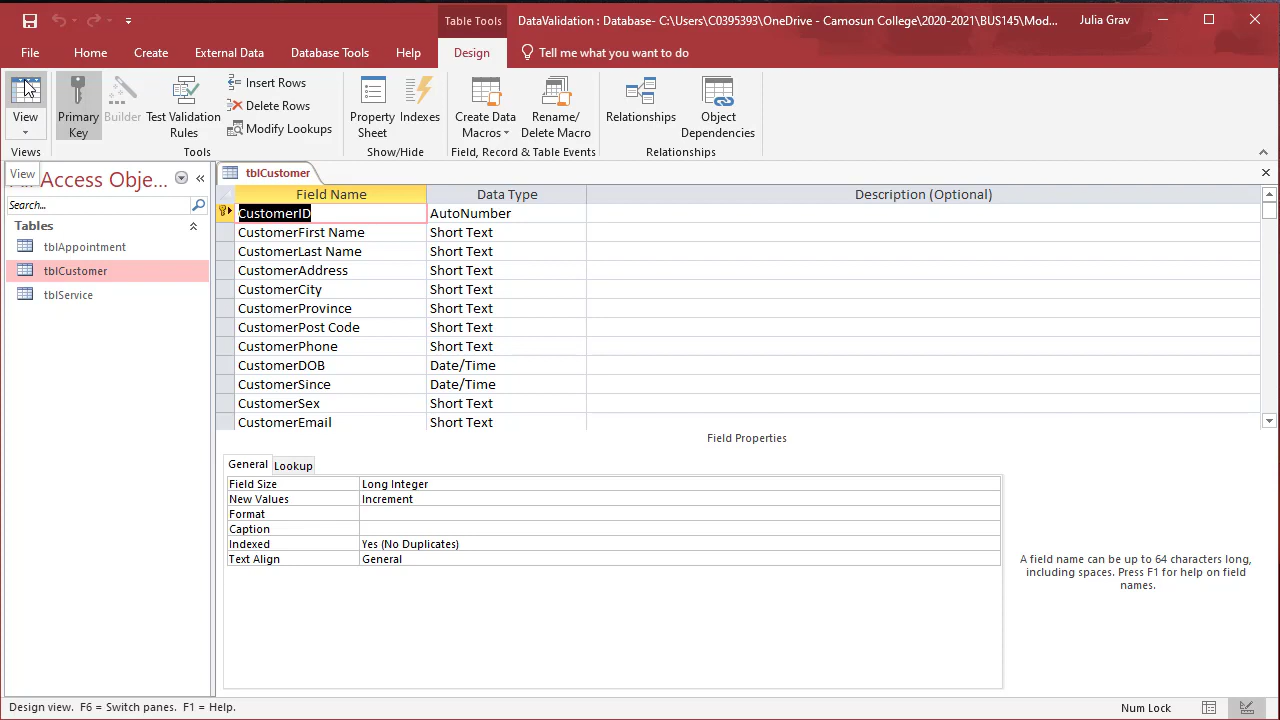 Table Tools
DataValidation : Database- C:\Users\C0395393\OneDrive - Camosun College\2020-2021\BUS145\Mod...
Julia Grav
File Home Create External Data Database Tools Help Design Tell me what you want to do
View
Primary Key
Builder
Test Validation Rules
Insert Rows
Delete Rows
Modify Lookups
Property Sheet
Indexes
Create Data Macros
Rename/ Delete Macro
Relationships
Object Dependencies
Views Tools Show/Hide Field, Record & Table Events Relationships
View
Access Obje...
Search...
Tables
tblAppointment
tblCustomer
tblService
tblCustomer
Field Name Data Type Description (Optional)
CustomerID AutoNumber
CustomerFirst Name Short Text
CustomerLast Name Short Text
CustomerAddress Short Text
CustomerCity Short Text
CustomerProvince Short Text
CustomerPost Code Short Text
CustomerPhone Short Text
CustomerDOB Date/Time
CustomerSince Date/Time
CustomerSex Short Text
CustomerEmail Short Text
Field Properties
General Lookup
Field Size Long Integer
New Values Increment
Format
Caption
Indexed Yes (No Duplicates)
Text Align General
A field name can be up to 64 characters long,
including spaces. Press F1 for help on field
names.
Design view. F6 = Switch panes. F1 = Help.
Num Lock